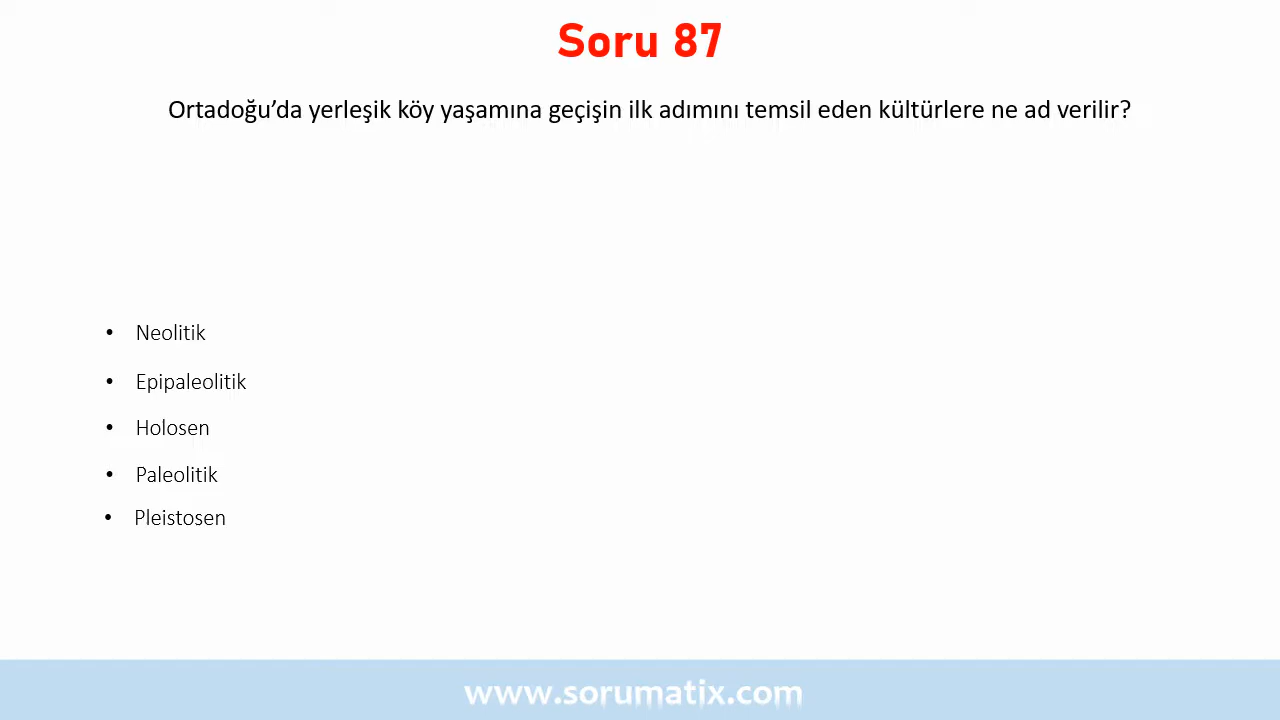 Soru 87
Ortadoğu’da yerleşik köy yaşamına geçişin ilk adımını temsil eden kültürlere ne ad verilir?
• Neolitik
• Epipaleolitik
• Holosen
• Paleolitik
• Pleistosen
www.sorumatix.com